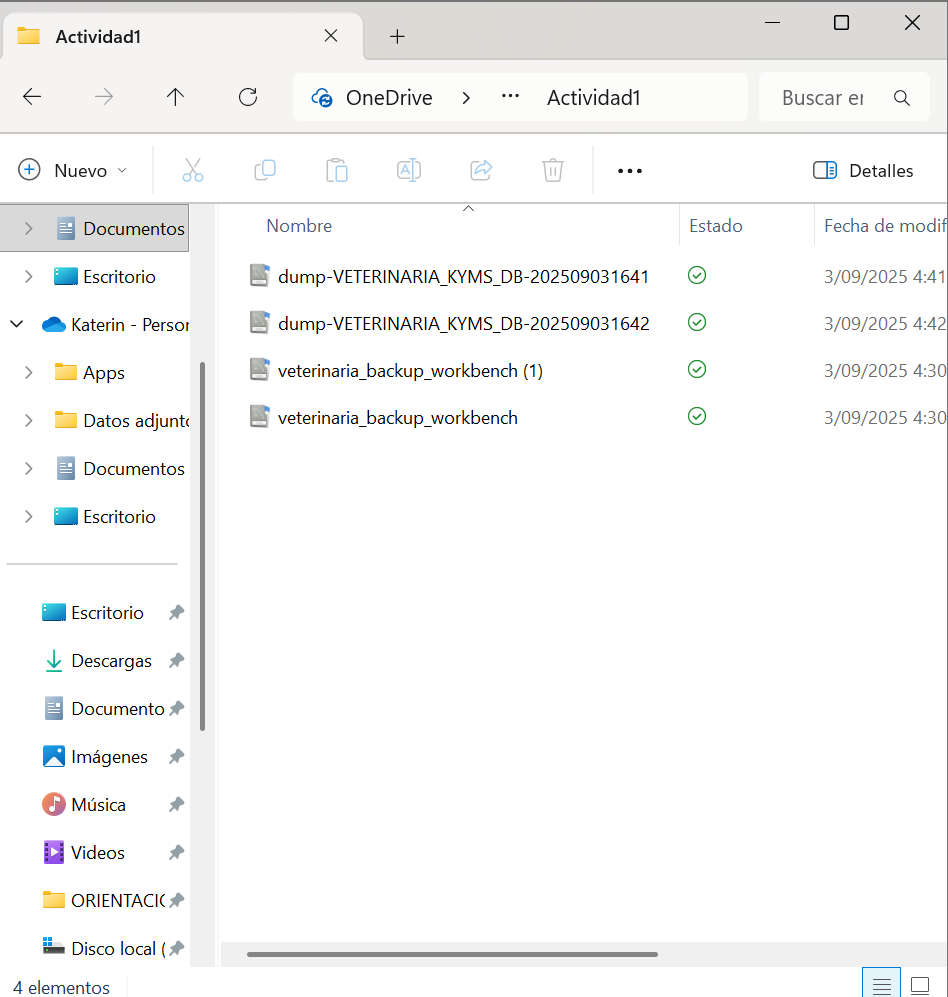 Actividad1
OneDrive > ... Actividad1
Buscar er
Nuevo
Detalles
Nombre Estado Fecha de modif
dump-VETERINARIA_KYMS_DB-202509031641 3/09/2025 4:41
dump-VETERINARIA_KYMS_DB-202509031642 3/09/2025 4:42
veterinaria_backup_workbench (1) 3/09/2025 4:30
veterinaria_backup_workbench 3/09/2025 4:30
Documentos
Escritorio
Katerin - Person
Apps
Datos adjunto
Documentos
Escritorio
Escritorio
Descargas
Documento
Imágenes
Música
Videos
ORIENTACIO
Disco local (
4 elementos